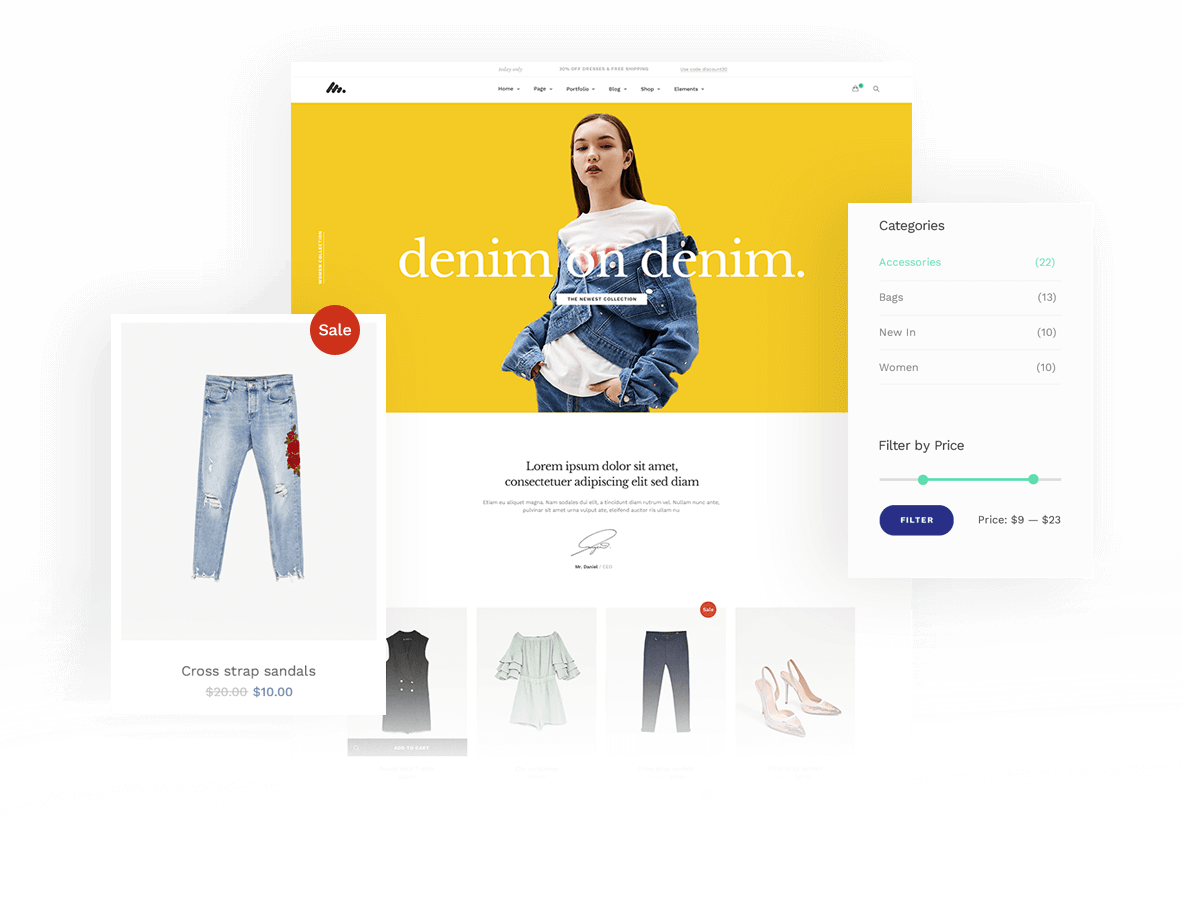 today only
30% OFF DRESSES & FREE SHIPPING
Use code discount30
Home
Page
Portfolio
Blog
Shop
Elements
WOMEN COLLECTION
denim on denim.
THE NEWEST COLLECTION
Categories
Accessories (22)
Bags (13)
New In (10)
Women (10)
Filter by Price
FILTER
Price: $9 — $23
Sale
Cross strap sandals
$20.00 $10.00
Lorem ipsum dolor sit amet,
consectetuer adipiscing elit sed diam
Etiam eu aliquet magna. Nam sodales dui elit, a tincidunt diam rutrum vel. Nullam nunc ante,
pulvinar sit amet urna vulput ate, eleifend auctor ris ullam nu
Mr. Daniel / CEO
Sale
ADD TO CART